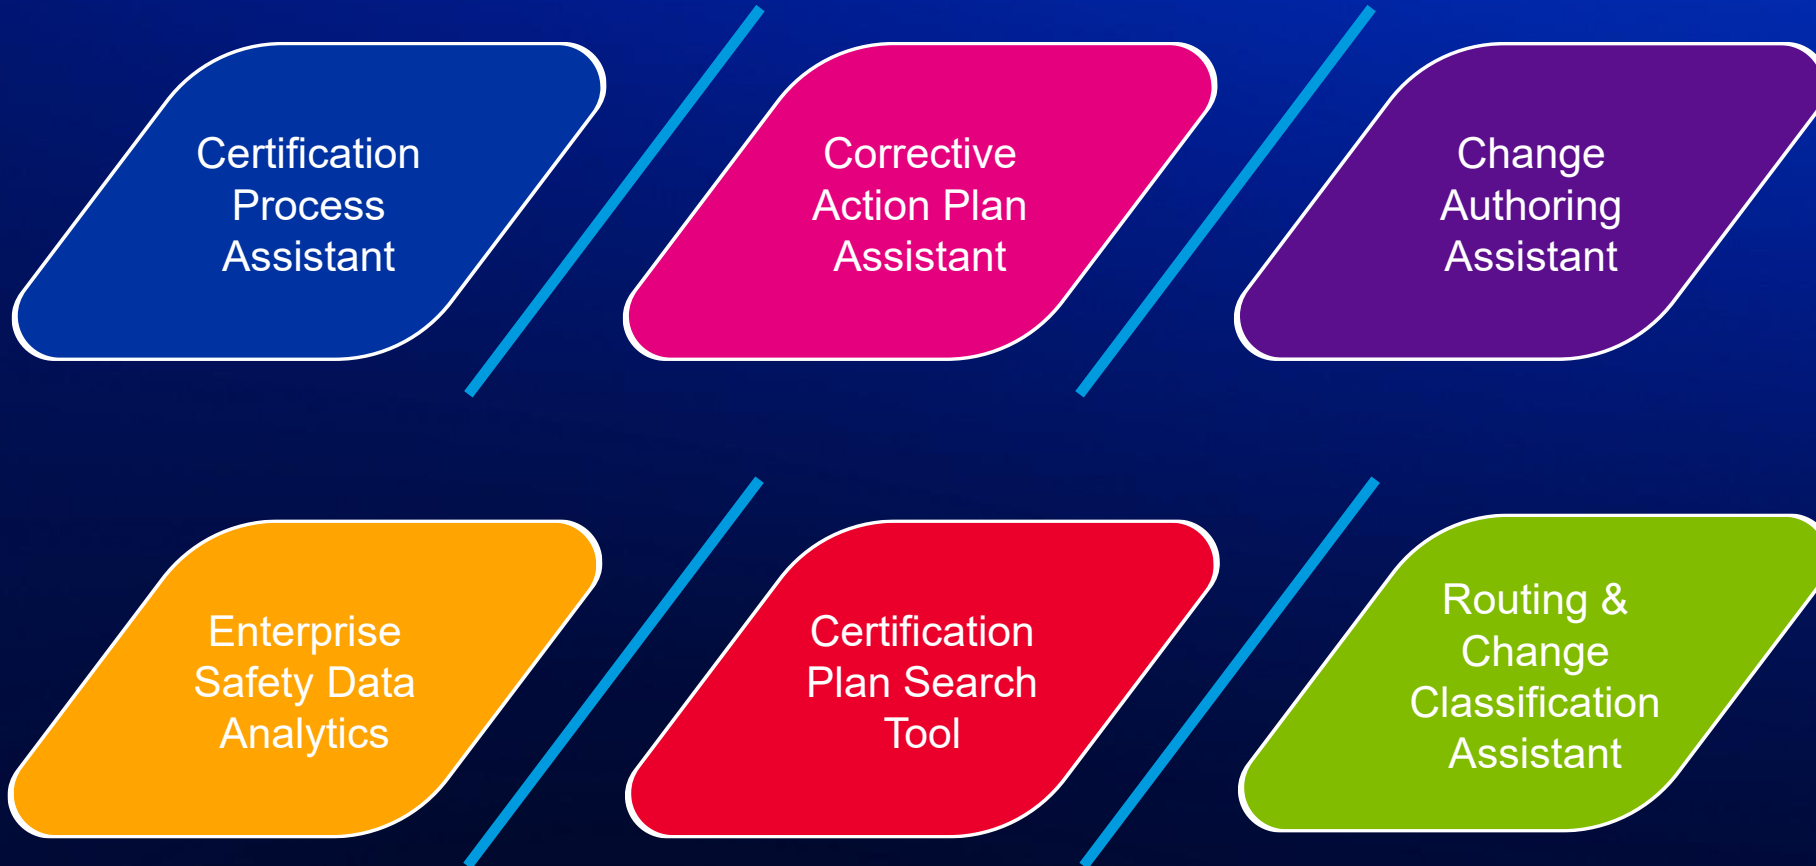 Certification
Process
Assistant
Corrective
Action Plan
Assistant
Change
Authoring
Assistant
Enterprise
Safety Data
Analytics
Certification
Plan Search
Tool
Routing &
Change
Classification
Assistant